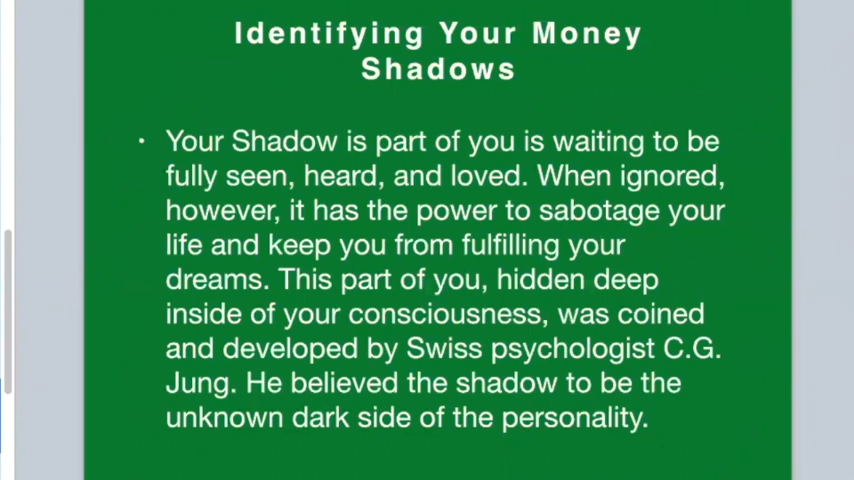 Identifying Your Money
Shadows
• Your Shadow is part of you is waiting to be
fully seen, heard, and loved. When ignored,
however, it has the power to sabotage your
life and keep you from fulfilling your
dreams. This part of you, hidden deep
inside of your consciousness, was coined
and developed by Swiss psychologist C.G.
Jung. He believed the shadow to be the
unknown dark side of the personality.